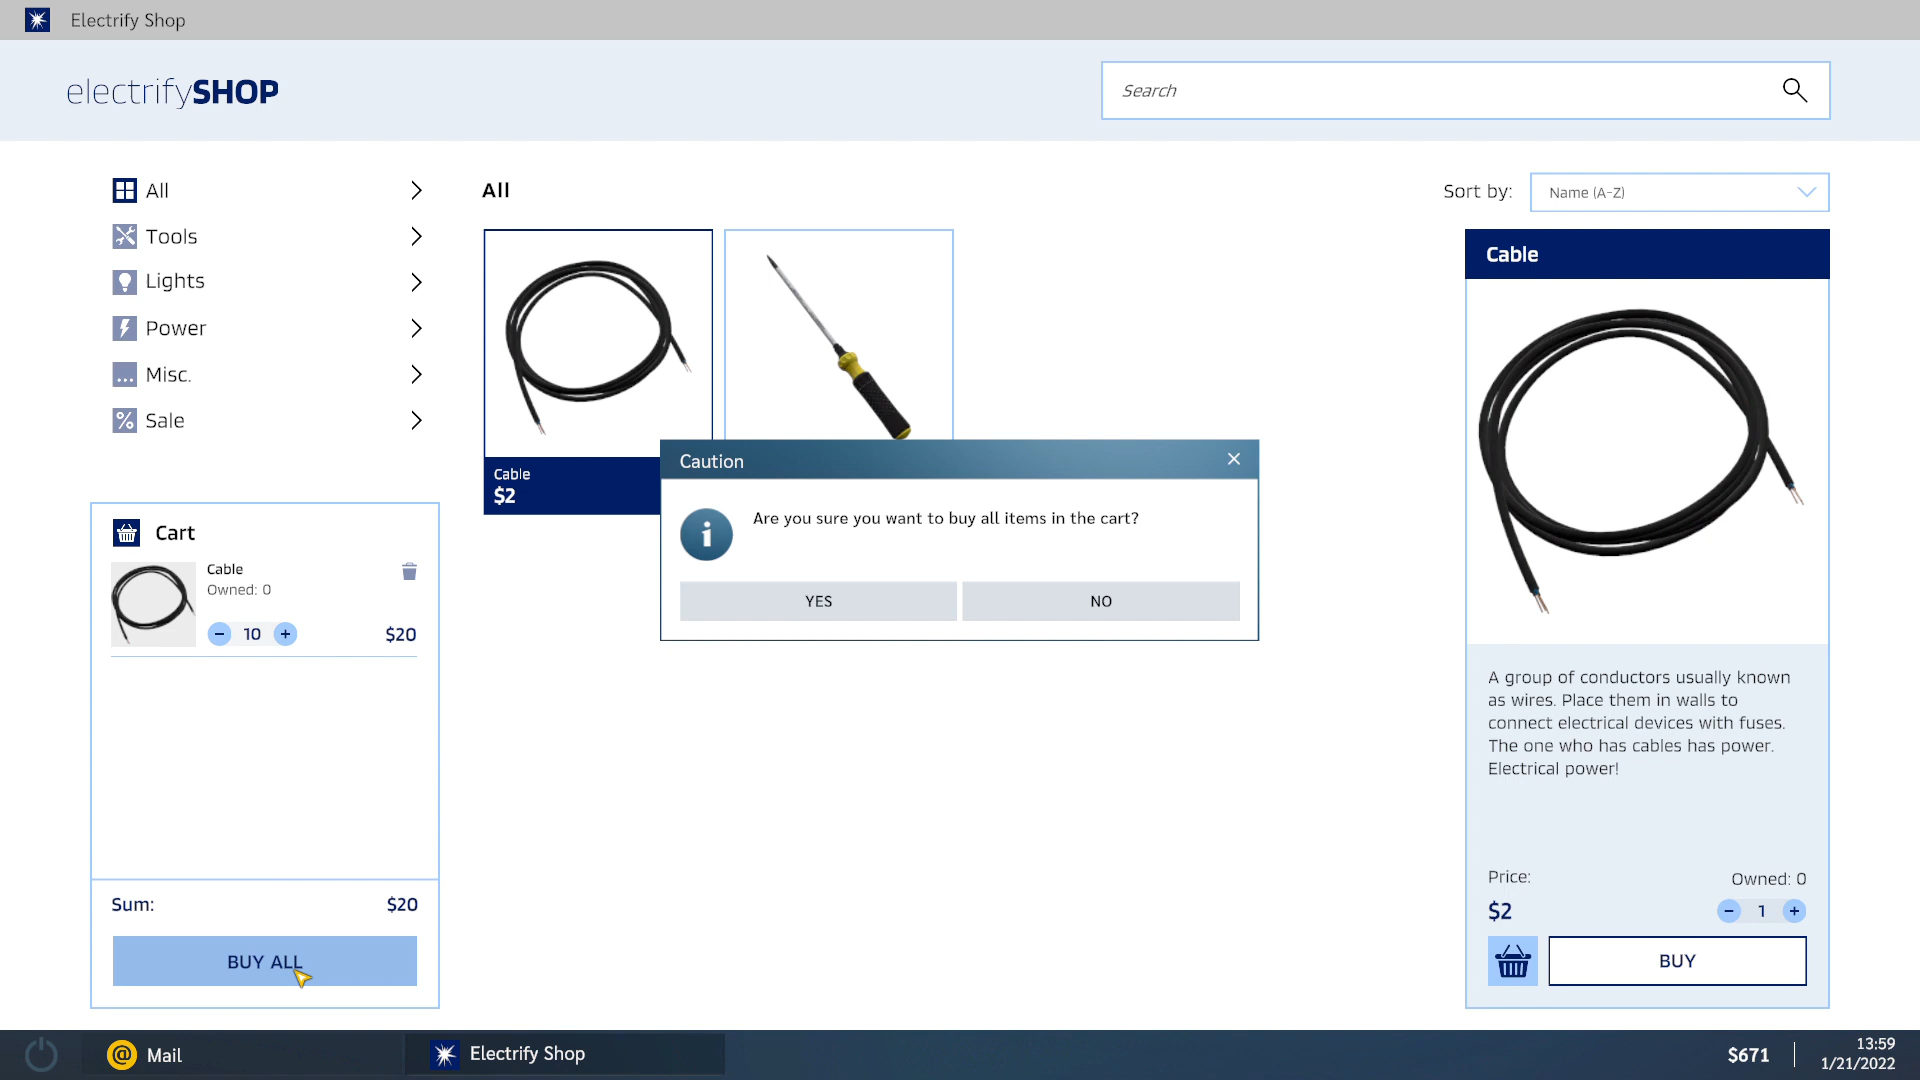 Electrify Shop
electrifySHOP
Search
All
Tools
Lights
Power
Misc.
Sale
All
Sort by:
Name (A-Z)
Cable
$2
Cable
Caution
Are you sure you want to buy all items in the cart?
YES
NO
Cart
Cable
Owned: 0
10
$20
Sum:
$20
BUY ALL
A group of conductors usually known
as wires. Place them in walls to
connect electrical devices with fuses.
The one who has cables has power.
Electrical power!
Price:
Owned: 0
$2
1
BUY
Mail
Electrify Shop
$671
13:59
1/21/2022